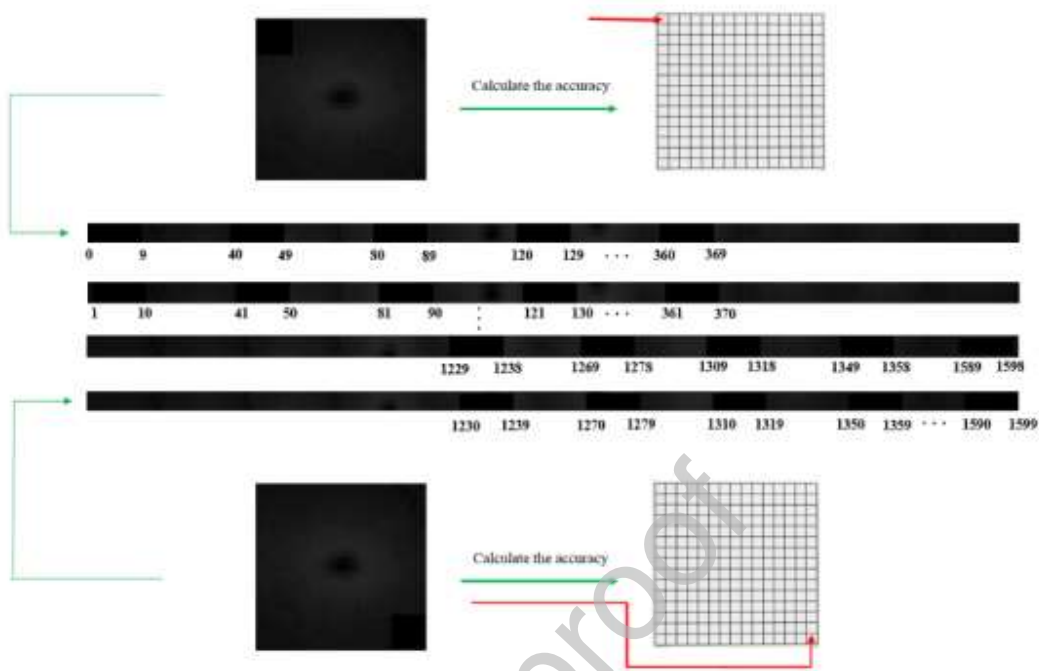 Calculate the accuracy
0 9 40 49 80 89 120 129 . . . 360 369
1 10 41 50 81 90 121 130 . . . 361 370
1229 1238 1269 1278 1309 1318 1349 1358 1589 1598
1230 1239 1270 1279 1310 1319 1350 1359 . . . 1590 1599
Calculate the accuracy
proof